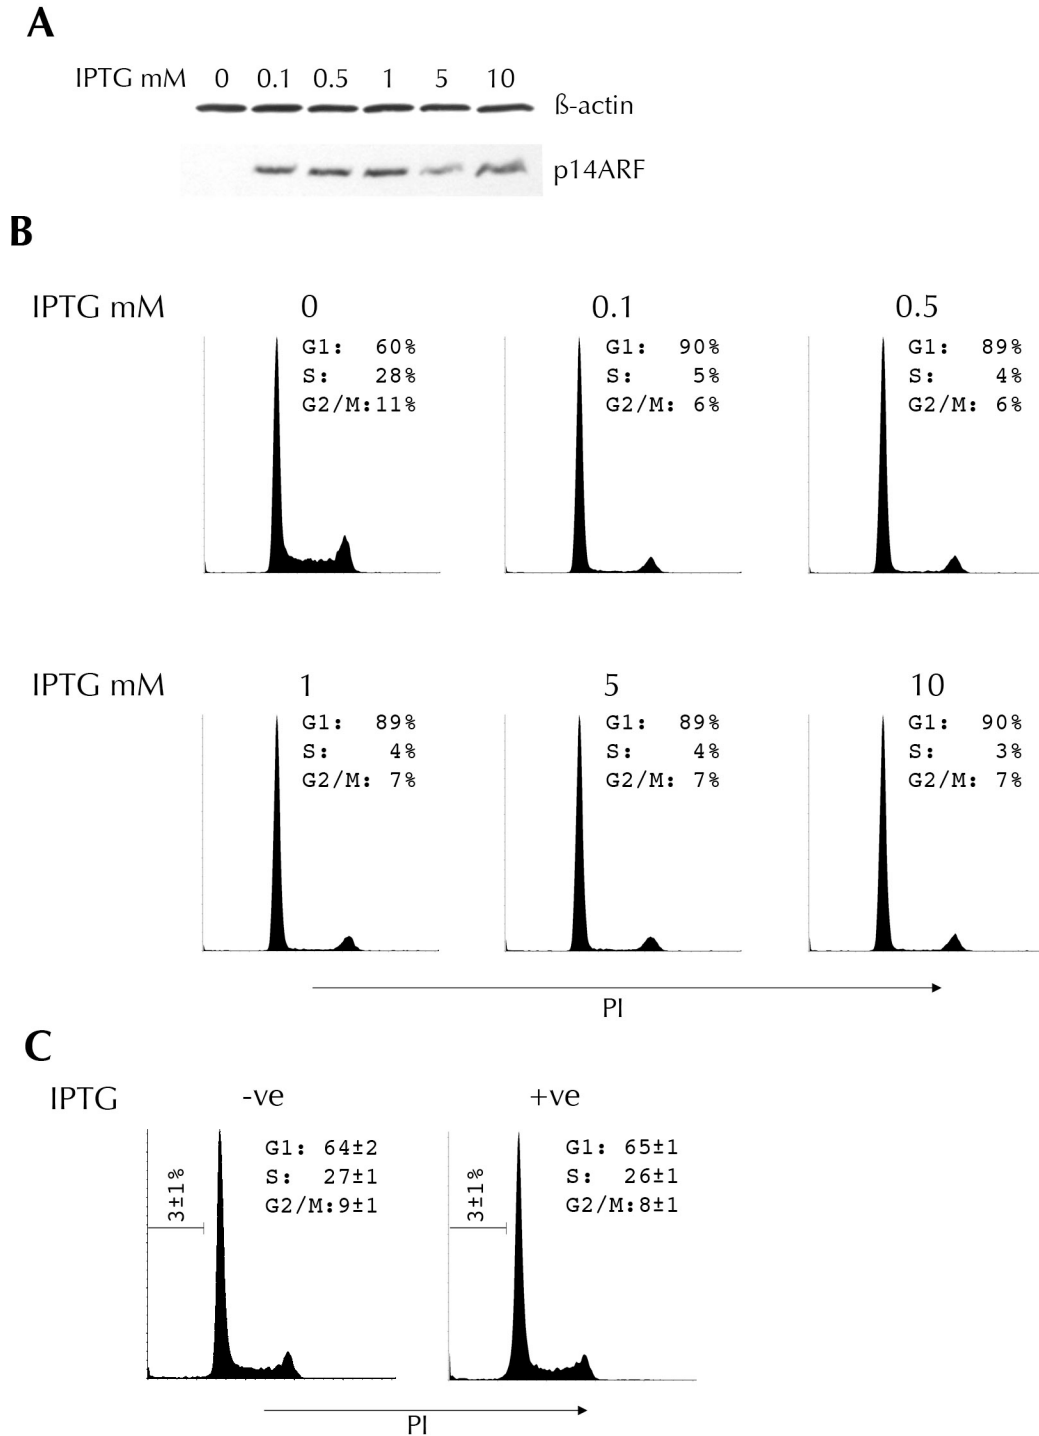 A
IPTG mM 0 0.1 0.5 1 5 10
ß-actin
p14ARF
B
IPTG mM 0 0.1 0.5
G1: 60% G1: 90% G1: 89%
S: 28% S: 5% S: 4%
G2/M:11% G2/M: 6% G2/M: 6%
IPTG mM 1 5 10
G1: 89% G1: 89% G1: 90%
S: 4% S: 4% S: 3%
G2/M: 7% G2/M: 7% G2/M: 7%
PI
C
IPTG -ve +ve
G1: 64±2 G1: 65±1
S: 27±1 S: 26±1
G2/M:9±1 G2/M:8±1
3±1% 3±1%
PI